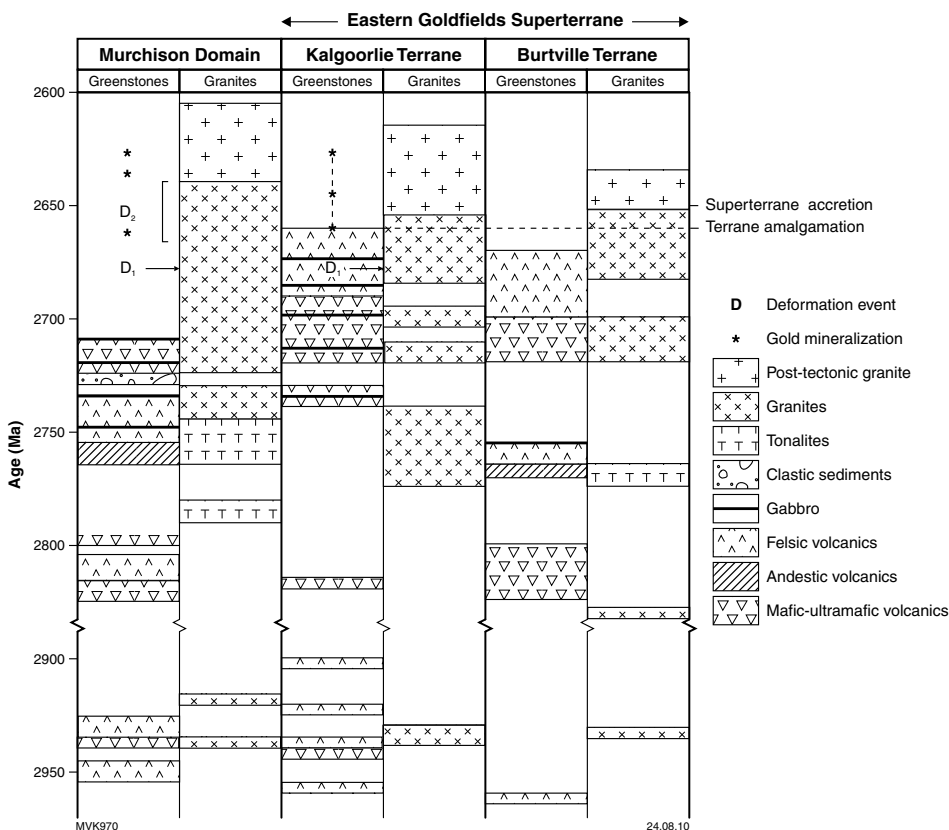 Eastern Goldfields Superterrane
Murchison Domain Kalgoorlie Terrane Burtville Terrane
Greenstones Granites Greenstones Granites Greenstones Granites
Age (Ma)
2600
2650
2700
2750
2800
2900
2950
D2
D1
D1
Superterrane accretion
Terrane amalgamation
D Deformation event
* Gold mineralization
Post-tectonic granite
Granites
Tonalites
Clastic sediments
Gabbro
Felsic volcanics
Andestic volcanics
Mafic-ultramafic volcanics
MVK970 24.08.10